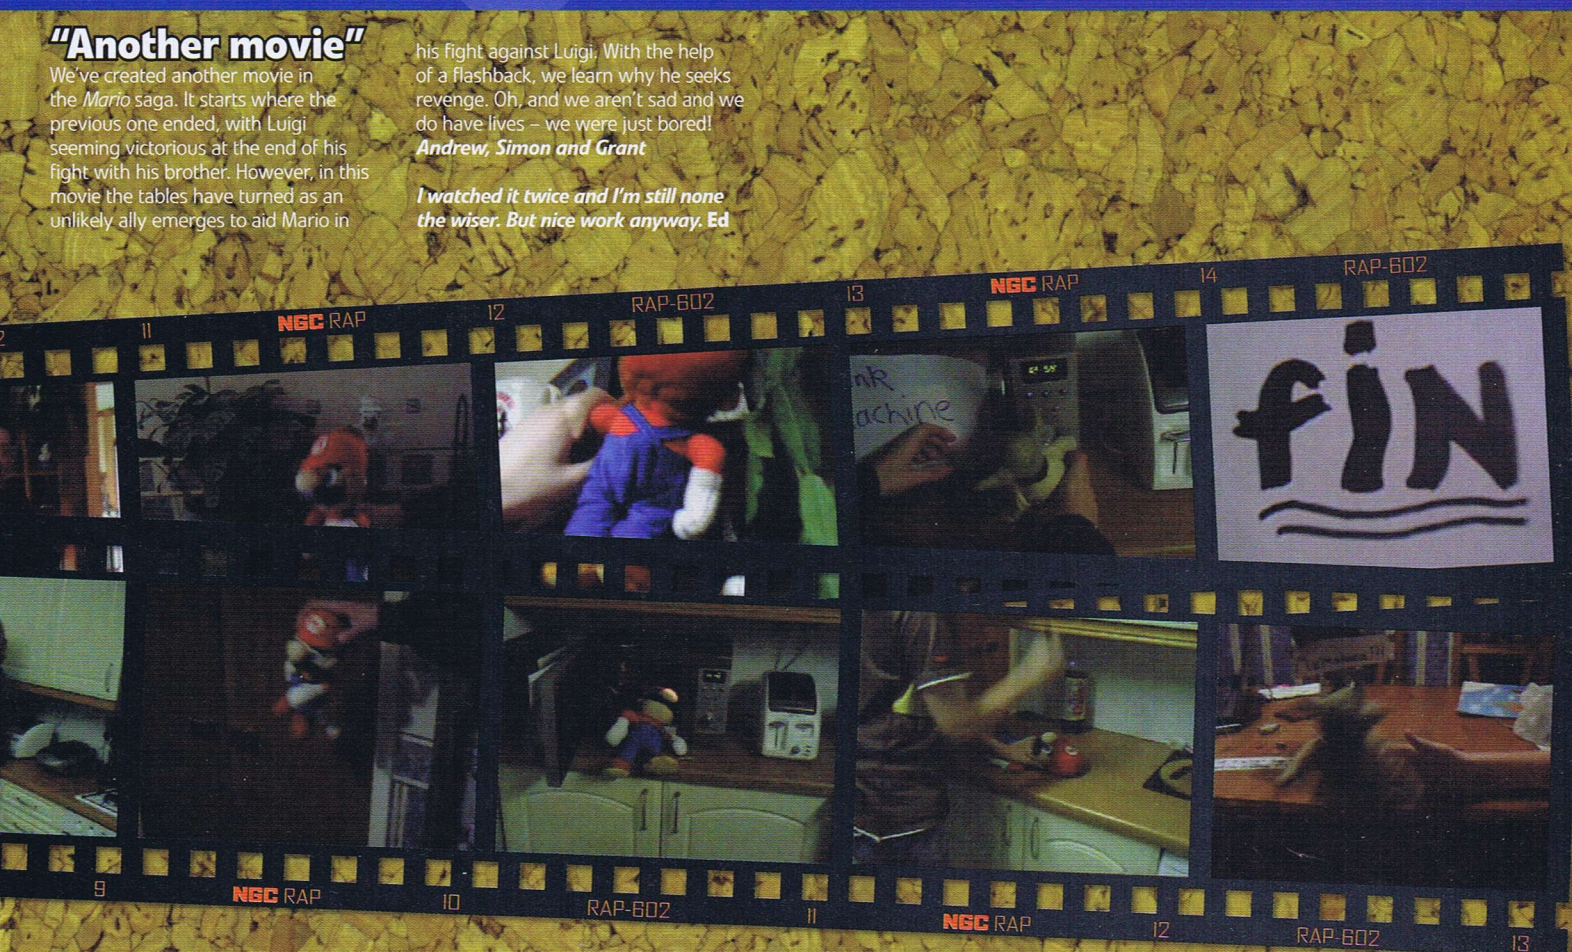 “Another movie”
We’ve created another movie in
the Mario saga. It starts where the
previous one ended, with Luigi
seeming victorious at the end of his
fight with his brother. However, in this
movie the tables have turned as an
unlikely ally emerges to aid Mario in
his fight against Luigi. With the help
of a flashback, we learn why he seeks
revenge. Oh, and we aren’t sad and we
do have lives – we were just bored!
Andrew, Simon and Grant
I watched it twice and I’m still none
the wiser. But nice work anyway. Ed
2
11
NGC RAP
12
RAP-602
13
NGC RAP
14
RAP-602
nk
achine
fiN
9
NGC RAP
10
RAP-602
11
NGC RAP
12
RAP-602
13